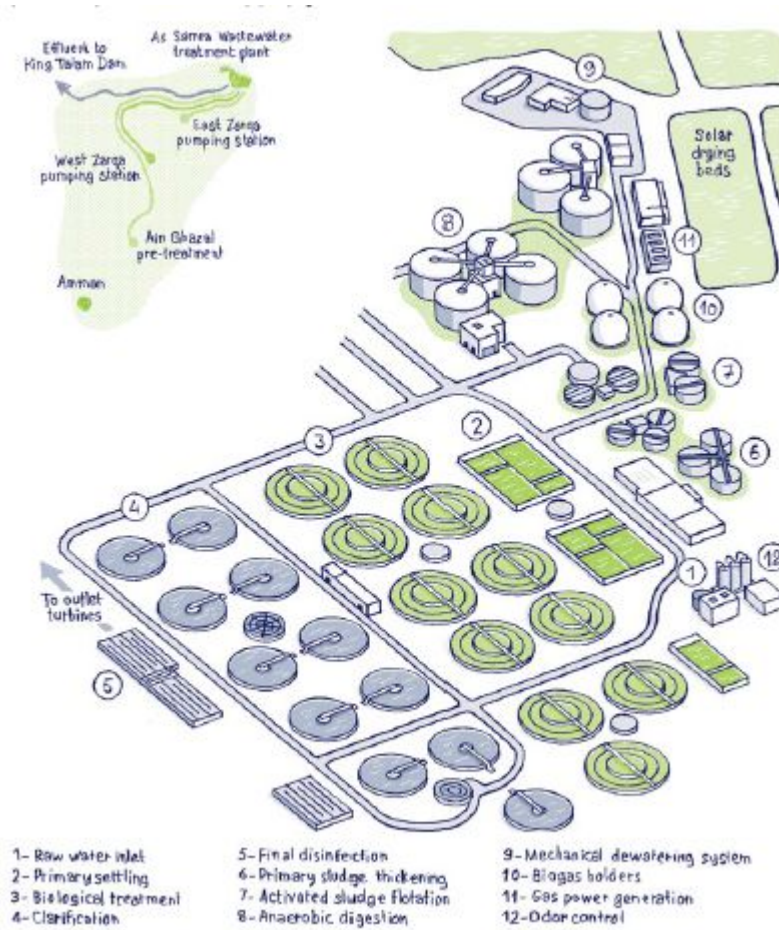 Effluent to
King Talam Dam
As Samra Wastewater
treatment plant
East Zarqa
pumping station
West Zarqa
pumping station
Ain Ghazal
pre-treatment
Amman
Solar
drying
beds
9
8
11
10
7
2
3
6
4
1
12
To outlet
turbines
5
1- Raw water inlet
2- Primary settling
3- Biological treatment
4- Clarification
5- Final disinfection
6- Primary sludge thickening
7- Activated sludge flotation
8- Anaerobic digestion
9- Mechanical dewatering system
10- Biogas holders
11- Gas power generation
12- Odor control